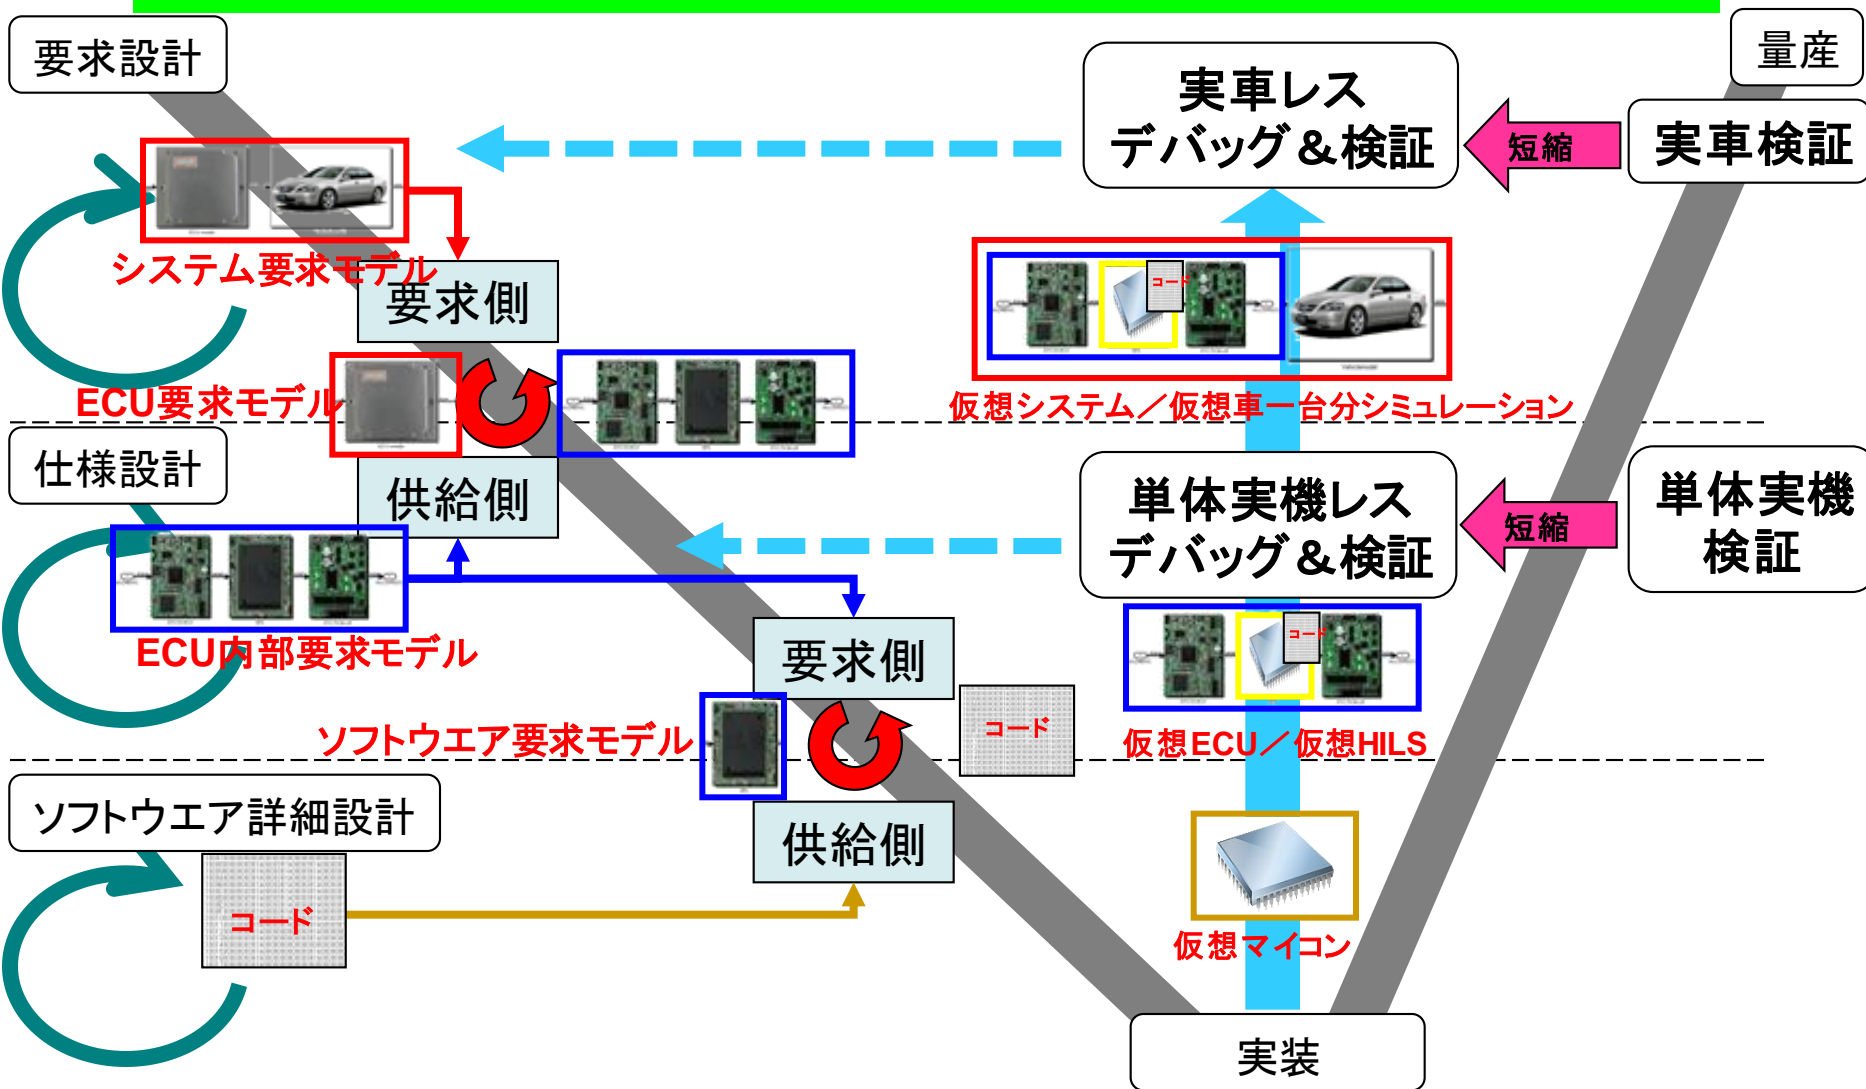 要求設計
量産
実車レス
デバッグ＆検証
短縮
実車検証
システム要求モデル
要求側
コード
ECU要求モデル
仮想システム／仮想車一台分シミュレーション
仕様設計
供給側
単体実機レス
デバッグ＆検証
短縮
単体実機
検証
ECU内部要求モデル
要求側
コード
ソフトウエア要求モデル
コード
仮想ECU／仮想HILS
ソフトウエア詳細設計
供給側
コード
仮想マイコン
実装